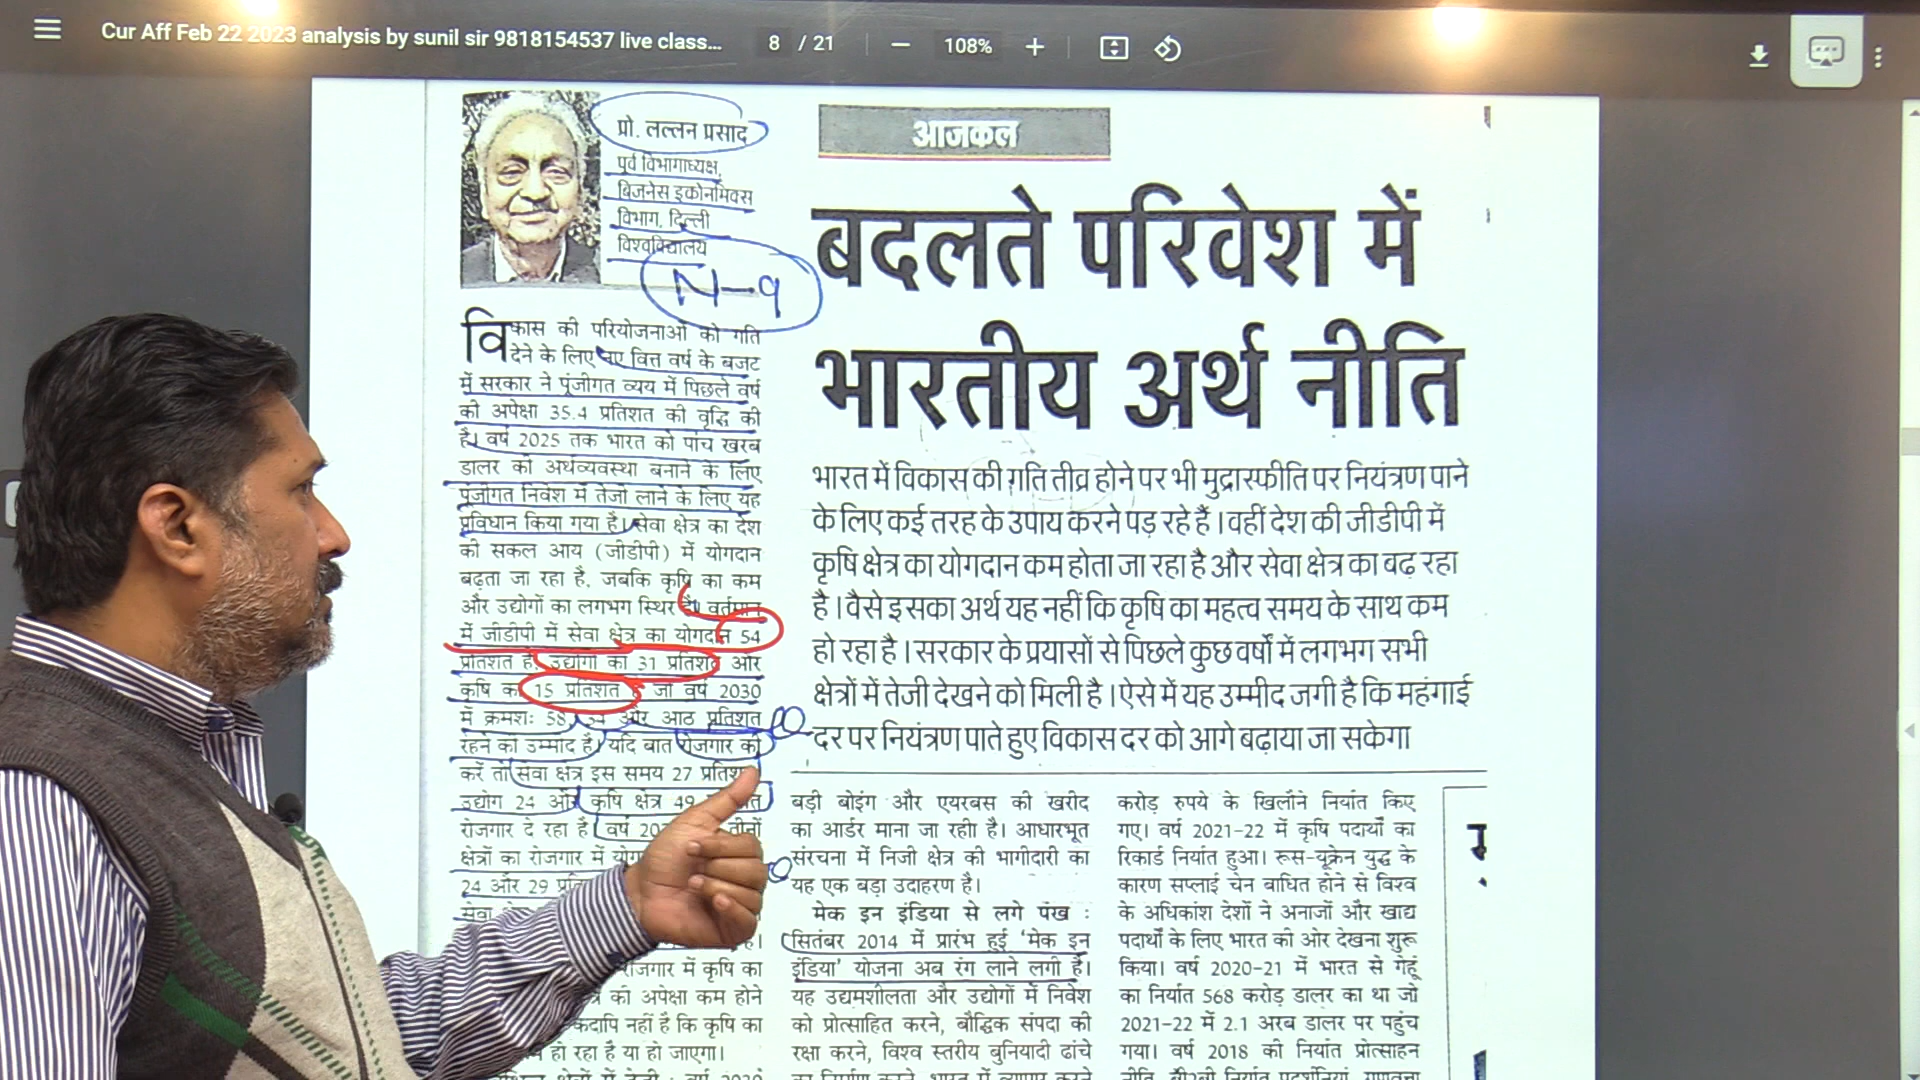 Cur Aff Feb 22 2023 analysis by sunil sir 9818154537 live class... 8 / 21 108%
प्रो. लल्लन प्रसाद
पूर्व विभागाध्यक्ष,
बिजनेस इकोनमिक्स
विभाग, दिल्ली
विश्वविद्यालय
N-9
आजकल
बदलते परिवेश में
भारतीय अर्थ नीति
भारत में विकास की गति तीव्र होने पर भी मुद्रास्फीति पर नियंत्रण पाने
के लिए कई तरह के उपाय करने पड़ रहे हैं। वहीं देश की जीडीपी में
कृषि क्षेत्र का योगदान कम होता जा रहा है और सेवा क्षेत्र का बढ़ रहा
है। वैसे इसका अर्थ यह नहीं कि कृषि का महत्व समय के साथ कम
हो रहा है। सरकार के प्रयासों से पिछले कुछ वर्षों में लगभग सभी
क्षेत्रों में तेजी देखने को मिली है। ऐसे में यह उम्मीद जगी है कि महंगाई
दर पर नियंत्रण पाते हुए विकास दर को आगे बढ़ाया जा सकेगा
विकास की परियोजनाओं को गति
देने के लिए नए वित्त वर्ष के बजट
में सरकार ने पूंजीगत व्यय में पिछले वर्ष
की अपेक्षा 35.4 प्रतिशत की वृद्धि की
है। वर्ष 2025 तक भारत को पांच खरब
डालर की अर्थव्यवस्था बनाने के लिए
पूंजीगत निवेश में तेजी लाने के लिए यह
प्रविधान किया गया है। सेवा क्षेत्र का देश
की सकल आय (जीडीपी) में योगदान
बढ़ता जा रहा है, जबकि कृषि का कम
और उद्योगों का लगभग स्थिर है। वर्तमान
में जीडीपी में सेवा क्षेत्र का योगदान 54
प्रतिशत है, उद्योगों का 31 प्रतिशत और
कृषि का 15 प्रतिशत है जो वर्ष 2030
में क्रमशः 58, 34 और आठ प्रतिशत
रहने की उम्मीद है। यदि बात रोजगार की
करें तो सेवा क्षेत्र इस समय 27 प्रतिशत
उद्योग 24 और कृषि क्षेत्र 49
रोजगार दे रहा है। वर्ष तीनों
क्षेत्रों का रोजगार में
24 और 29
सेवा
है।
रोजगार में कृषि का
की अपेक्षा कम होने
कदापि नहीं है कि कृषि का
हो रहा है या हो जाएगा।
बड़ी बोइंग और एयरबस की खरीद
का आर्डर माना जा रही है। आधारभूत
संरचना में निजी क्षेत्र की भागीदारी का
यह एक बड़ा उदाहरण है।
मेक इन इंडिया से लगे पंख :
सितंबर 2014 में प्रारंभ हुई 'मेक इन
इंडिया' योजना अब रंग लाने लगी है।
यह उद्यमशीलता और उद्योगों में निवेश
को प्रोत्साहित करने, बौद्धिक संपदा की
रक्षा करने, विश्व स्तरीय बुनियादी ढांचे
का निर्माण करने, भारत में व्यापार करने
करोड़ रुपये के खिलौने निर्यात किए
गए। वर्ष 2021-22 में कृषि पदार्थों का
रिकार्ड निर्यात हुआ। रूस-यूक्रेन युद्ध के
कारण सप्लाई चेन बाधित होने से विश्व
के अधिकांश देशों ने अनाजों और खाद्य
पदार्थों के लिए भारत की ओर देखना शुरू
किया। वर्ष 2020-21 में भारत से गेहूं
का निर्यात 568 करोड़ डालर का था जो
2021-22 में 2.1 अरब डालर पर पहुंच
गया। वर्ष 2018 की निर्यात प्रोत्साहन